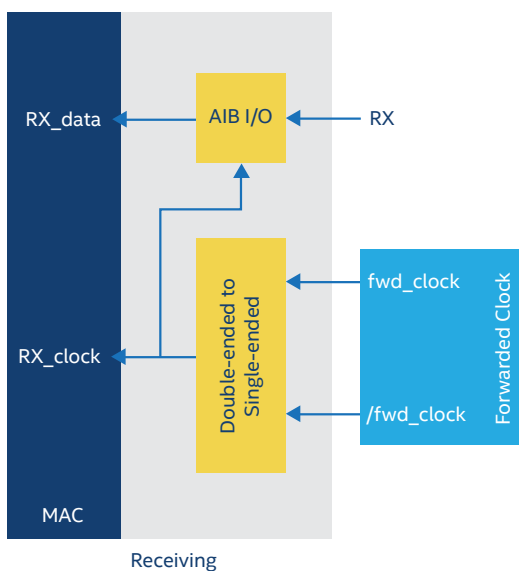 RX_data
AIB I/O
RX
Double-ended to
Single-ended
fwd_clock
RX_clock
/fwd_clock
Forwarded Clock
MAC
Receiving